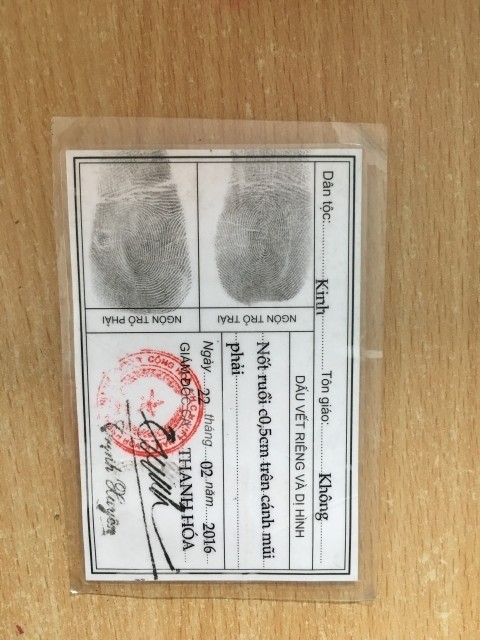 Dân tộc: Kinh Tôn giáo: Không
DẤU VẾT RIÊNG VÀ DỊ HÌNH
NGÓN TRỎ TRÁI
NGÓN TRỎ PHẢI
Nốt ruồi c0,5cm trên cánh mũi
phải
Ngày 22 tháng 02 năm 2016
GIÁM ĐỐC CA THANH HÓA